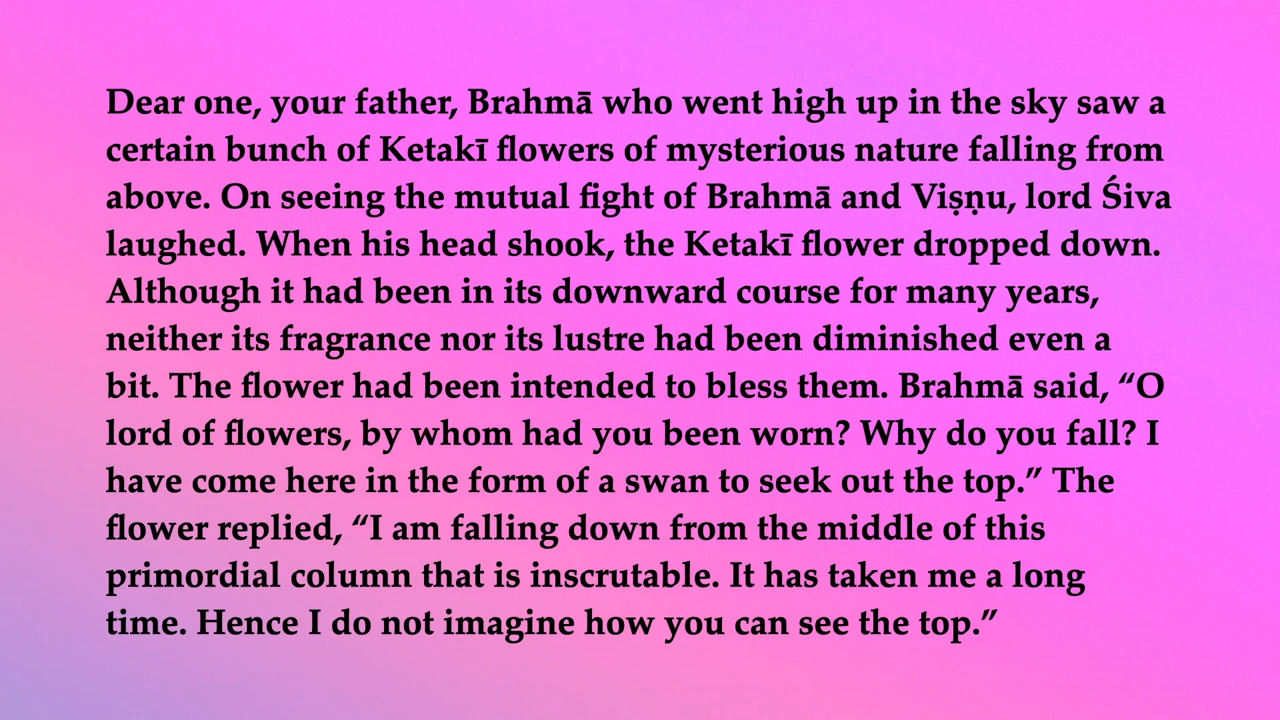 Dear one, your father, Brahmā who went high up in the sky saw a
certain bunch of Ketakī flowers of mysterious nature falling from
above. On seeing the mutual fight of Brahmā and Viṣṇu, lord Śiva
laughed. When his head shook, the Ketakī flower dropped down.
Although it had been in its downward course for many years,
neither its fragrance nor its lustre had been diminished even a
bit. The flower had been intended to bless them. Brahmā said, “O
lord of flowers, by whom had you been worn? Why do you fall? I
have come here in the form of a swan to seek out the top.” The
flower replied, “I am falling down from the middle of this
primordial column that is inscrutable. It has taken me a long
time. Hence I do not imagine how you can see the top.”